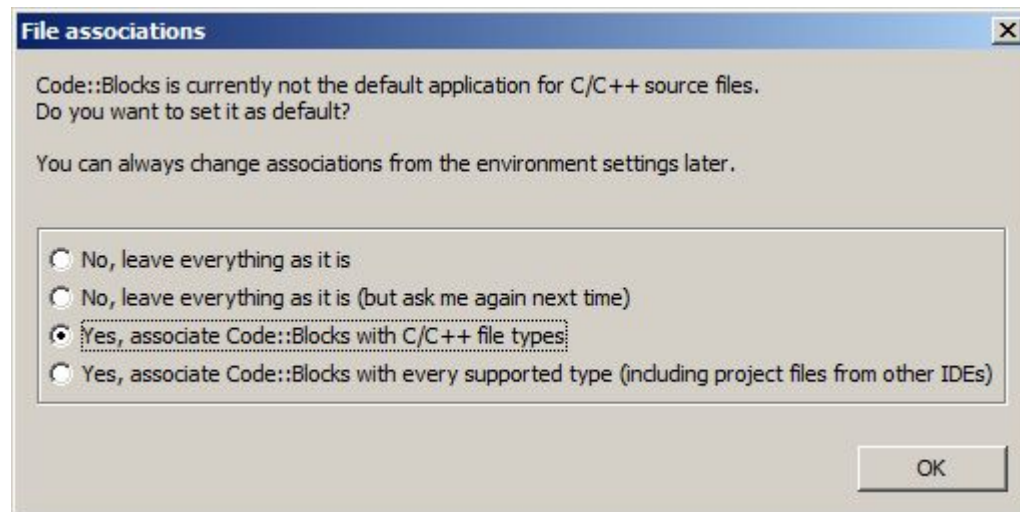 File associations
Code::Blocks is currently not the default application for C/C++ source files.
Do you want to set it as default?
You can always change associations from the environment settings later.
No, leave everything as it is
No, leave everything as it is (but ask me again next time)
Yes, associate Code::Blocks with C/C++ file types
Yes, associate Code::Blocks with every supported type (including project files from other IDEs)
OK